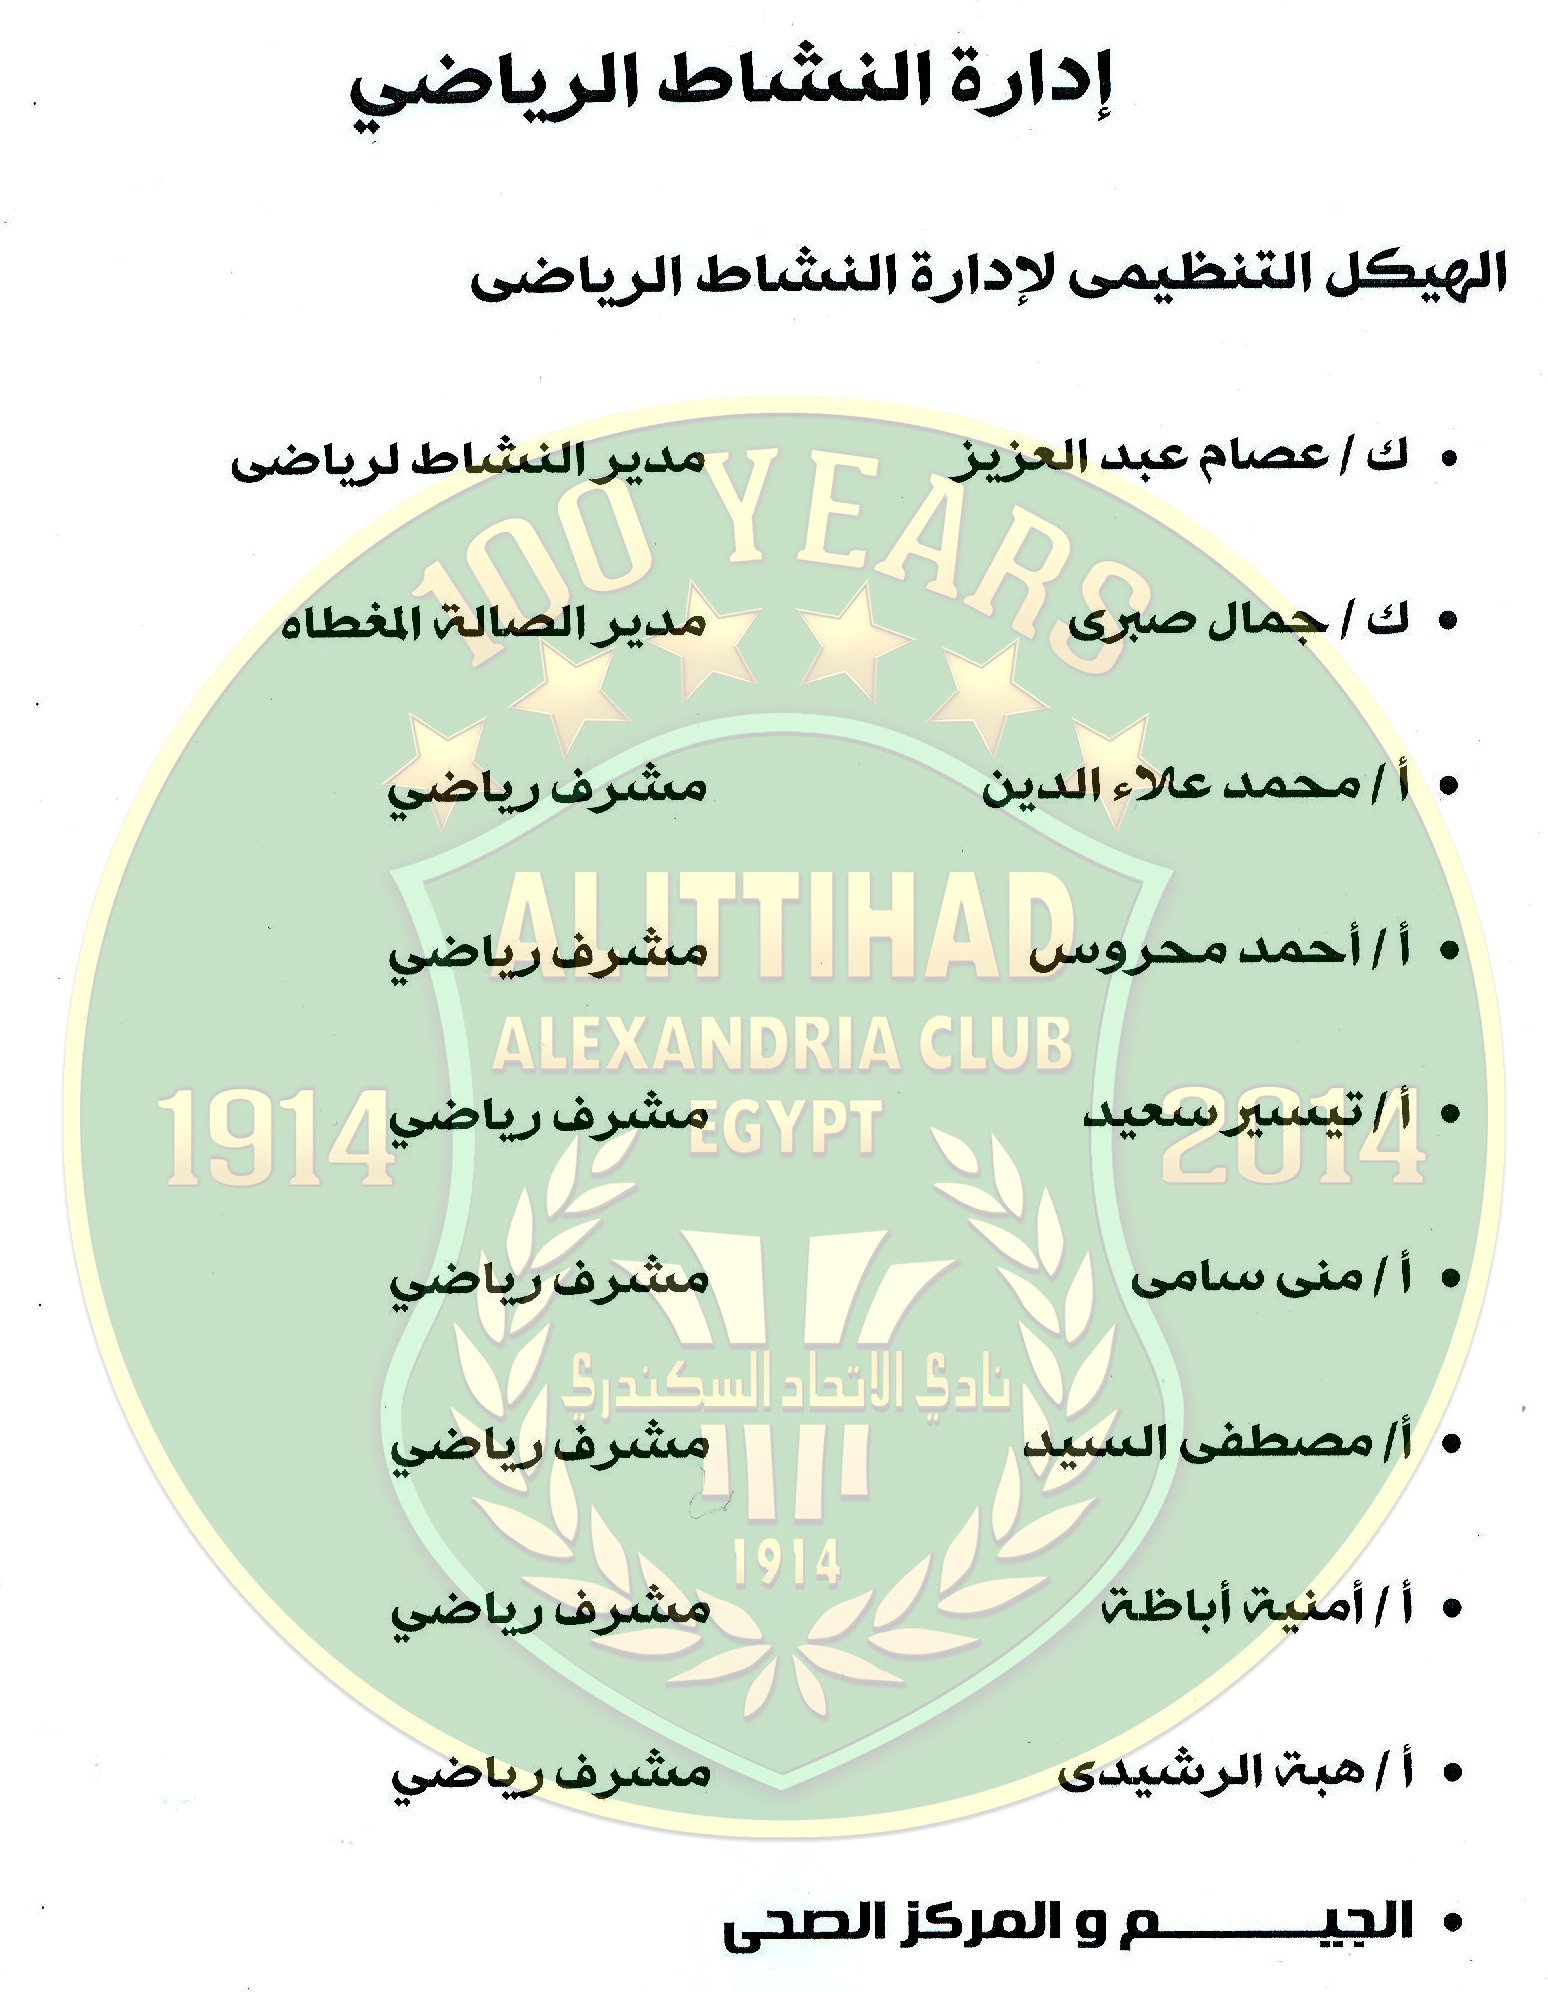 إدارة النشاط الرياضي
الهيكل التنظيمى لإدارة النشاط الرياضى
• ك / عصام عبد العزيز مدير النشاط لرياضى
100 YEARS
• ك / جمال صبرى مدير الصالة المغطاه
• أ / محمد علاء الدين مشرف رياضي
ALITTIHAD
• أ / أحمد محروس مشرف رياضي
ALEXANDRIA CLUB
EGYPT
1914 2014
• أ / تيسير سعيد مشرف رياضي
• أ / منى سامى مشرف رياضي
نادي الاتحاد السكندري
• أ/ مصطفى السيد مشرف رياضي
1914
• أ / أمنية أباظة مشرف رياضي
• أ / هبة الرشيدى مشرف رياضي
• الجيـــــــــم و المركز الصحى